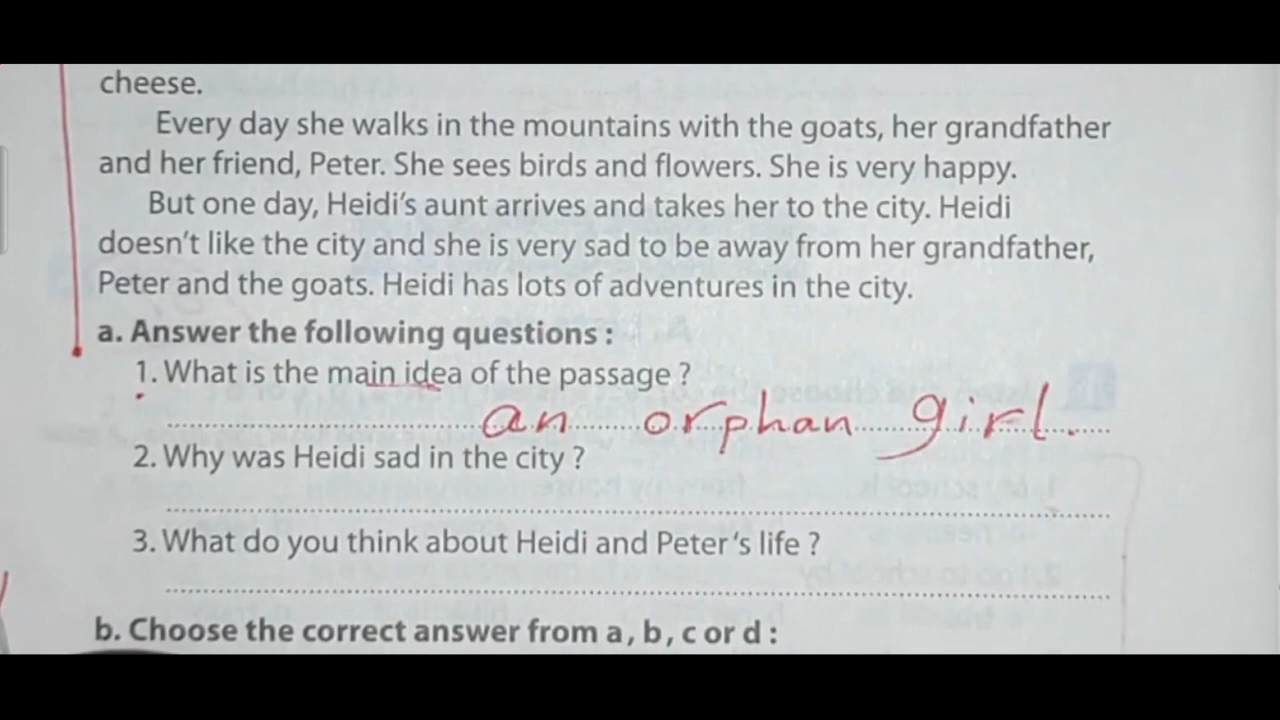 cheese.
Every day she walks in the mountains with the goats, her grandfather
and her friend, Peter. She sees birds and flowers. She is very happy.
But one day, Heidi's aunt arrives and takes her to the city. Heidi
doesn't like the city and she is very sad to be away from her grandfather,
Peter and the goats. Heidi has lots of adventures in the city.
a. Answer the following questions :
1. What is the main idea of the passage ?
an orphan girl.
2. Why was Heidi sad in the city ?
3. What do you think about Heidi and Peter's life ?
b. Choose the correct answer from a, b, c or d :